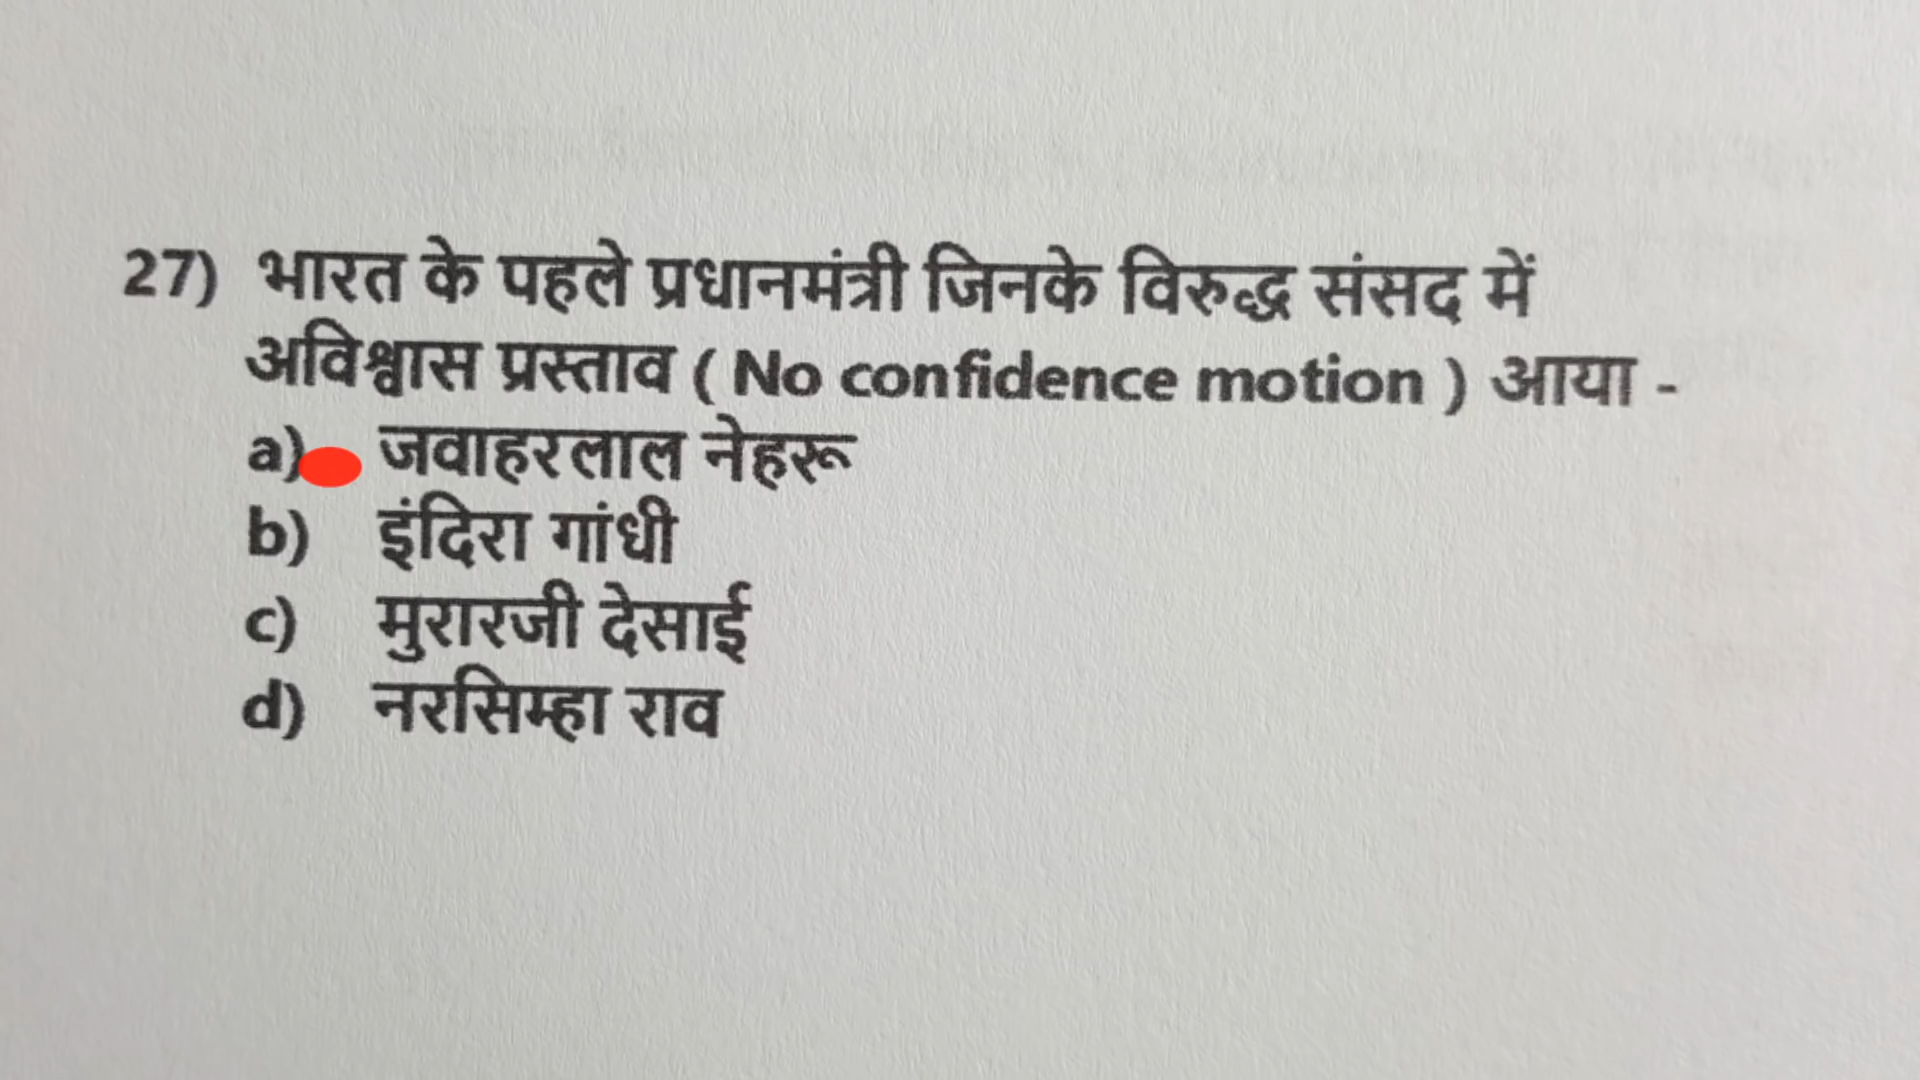 27) भारत के पहले प्रधानमंत्री जिनके विरुद्ध संसद में
अविश्वास प्रस्ताव ( No confidence motion ) आया -
a) जवाहरलाल नेहरू
b) इंदिरा गांधी
c) मुरारजी देसाई
d) नरसिम्हा राव